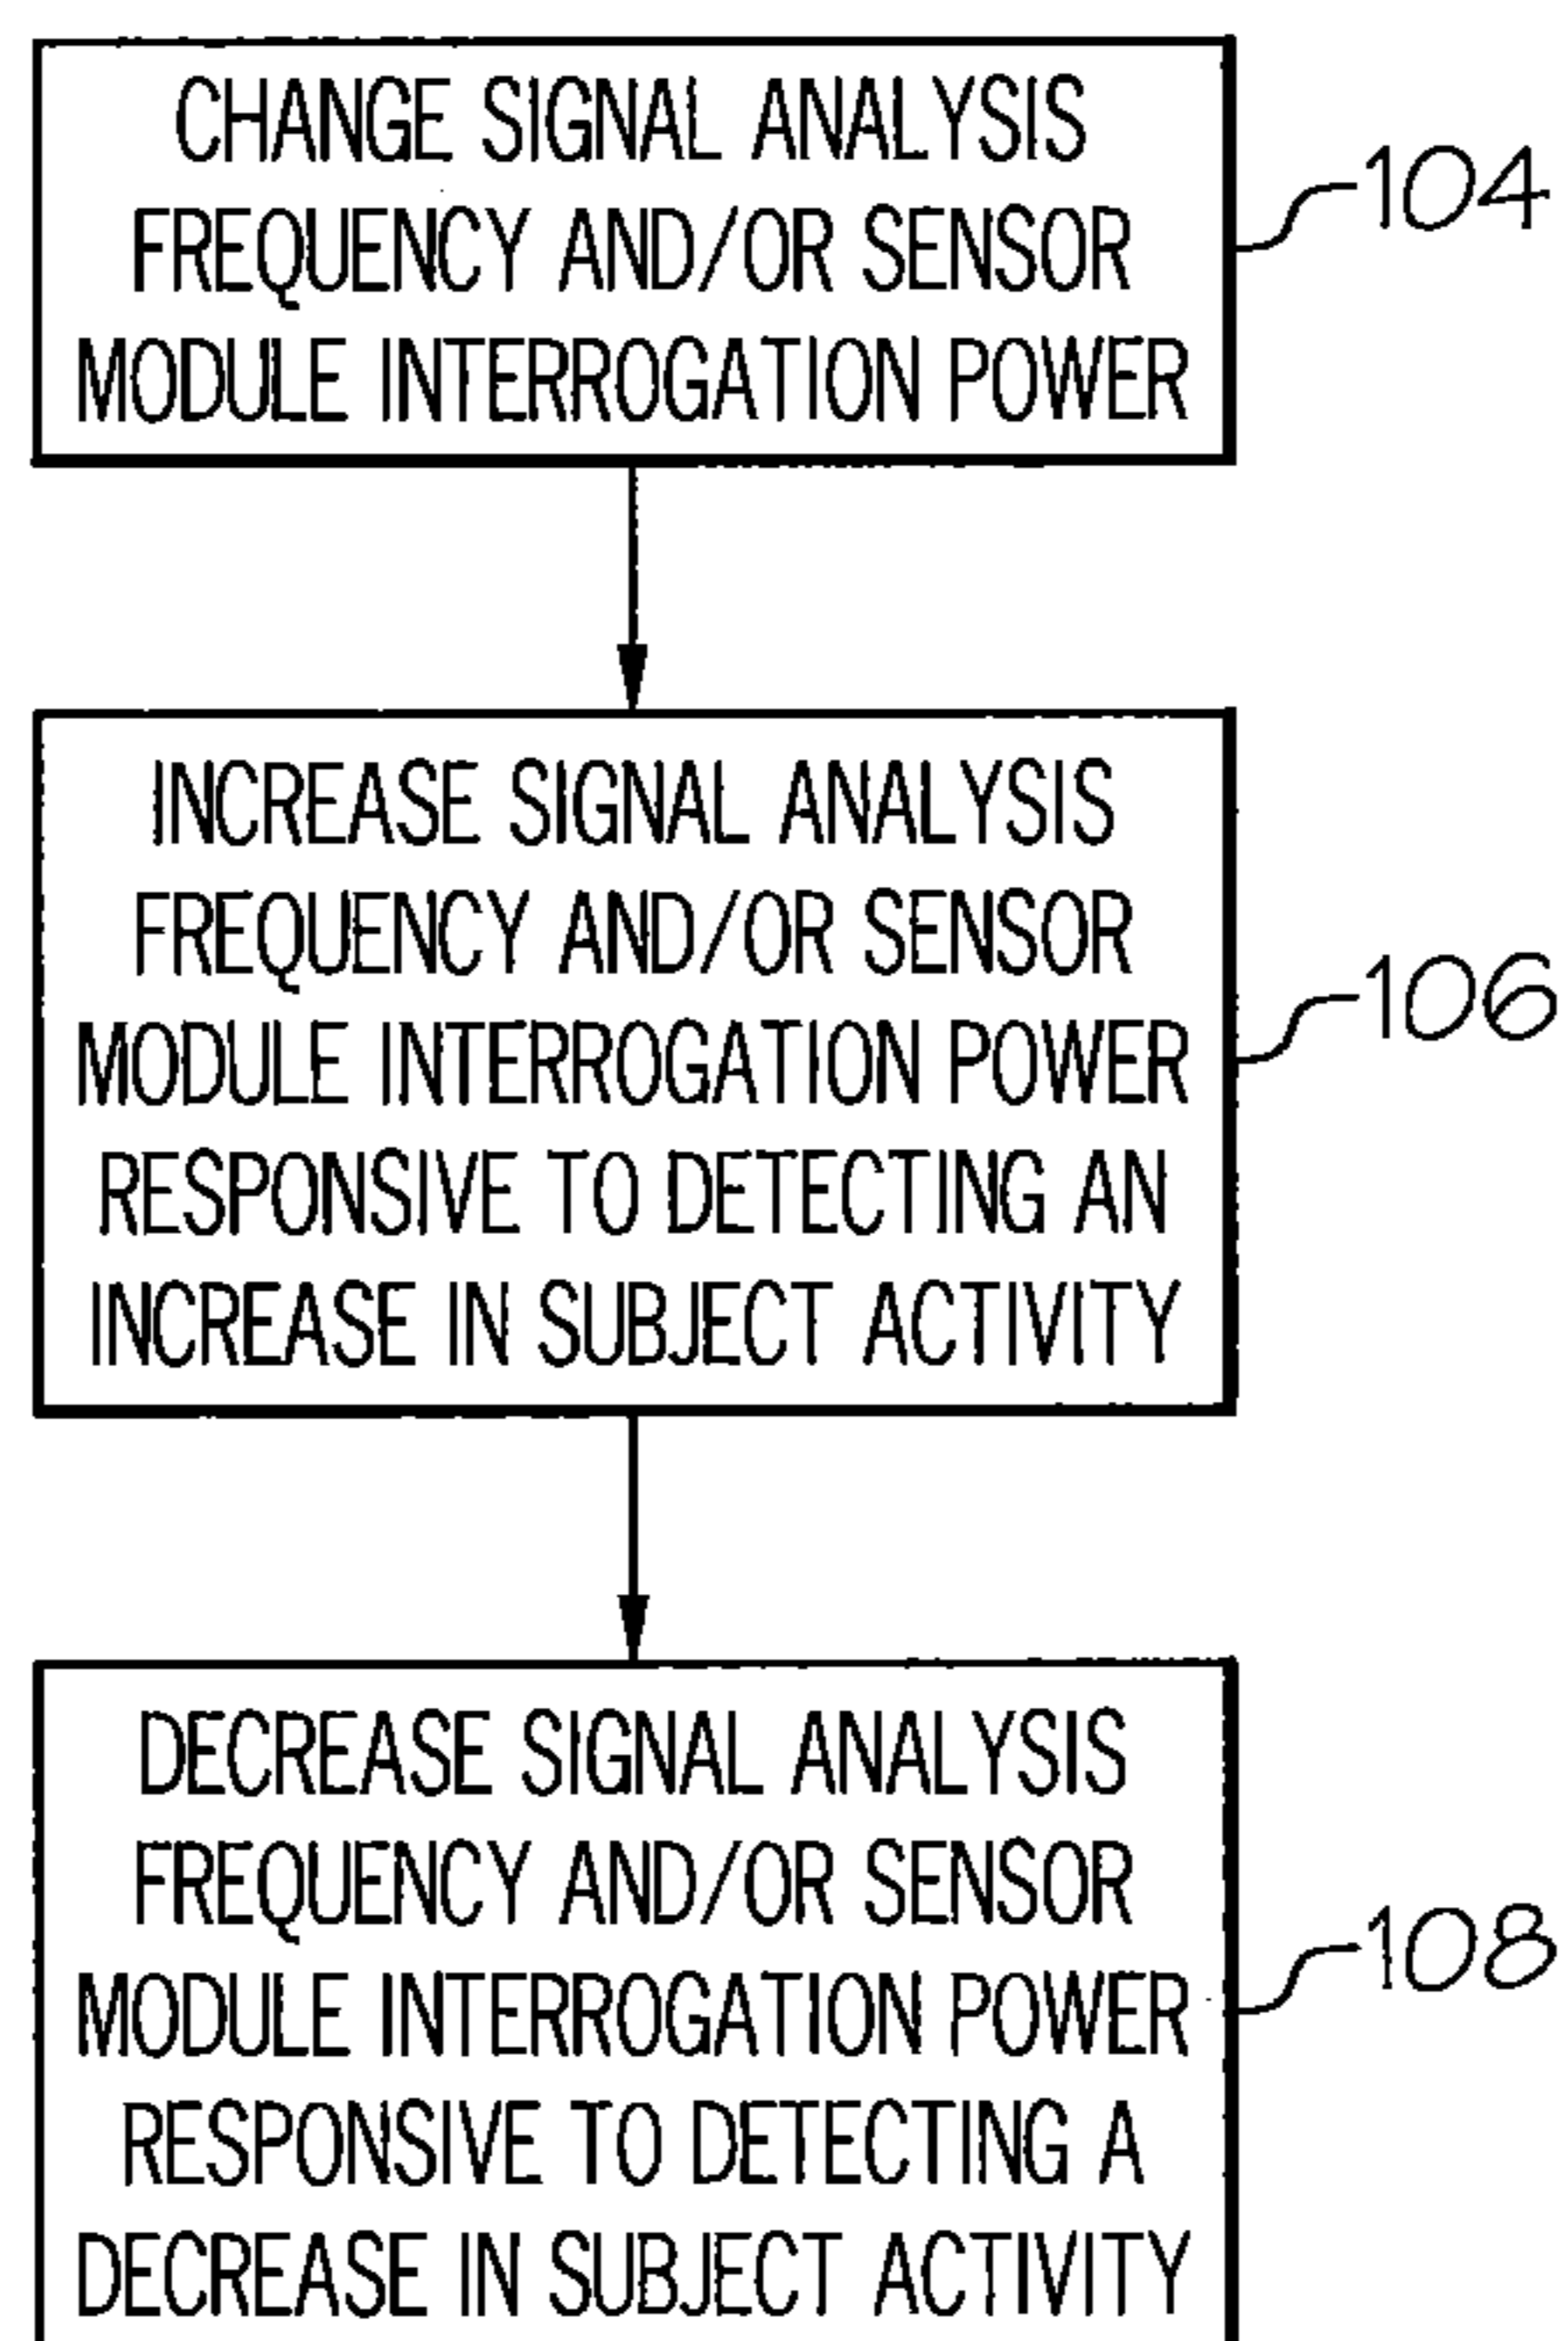 CHANGE SIGNAL ANALYSIS
FREQUENCY AND/OR SENSOR
MODULE INTERROGATION POWER
104
INCREASE SIGNAL ANALYSIS
FREQUENCY AND/OR SENSOR
MODULE INTERROGATION POWER
RESPONSIVE TO DETECTING AN
INCREASE IN SUBJECT ACTIVITY
106
DECREASE SIGNAL ANALYSIS
FREQUENCY AND/OR SENSOR
MODULE INTERROGATION POWER
RESPONSIVE TO DETECTING A
DECREASE IN SUBJECT ACTIVITY
108